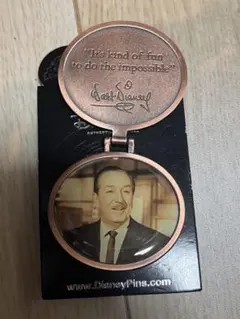 "It's kind of fun
to do the impossible"
Walt Disney
www.DisneyPins.com